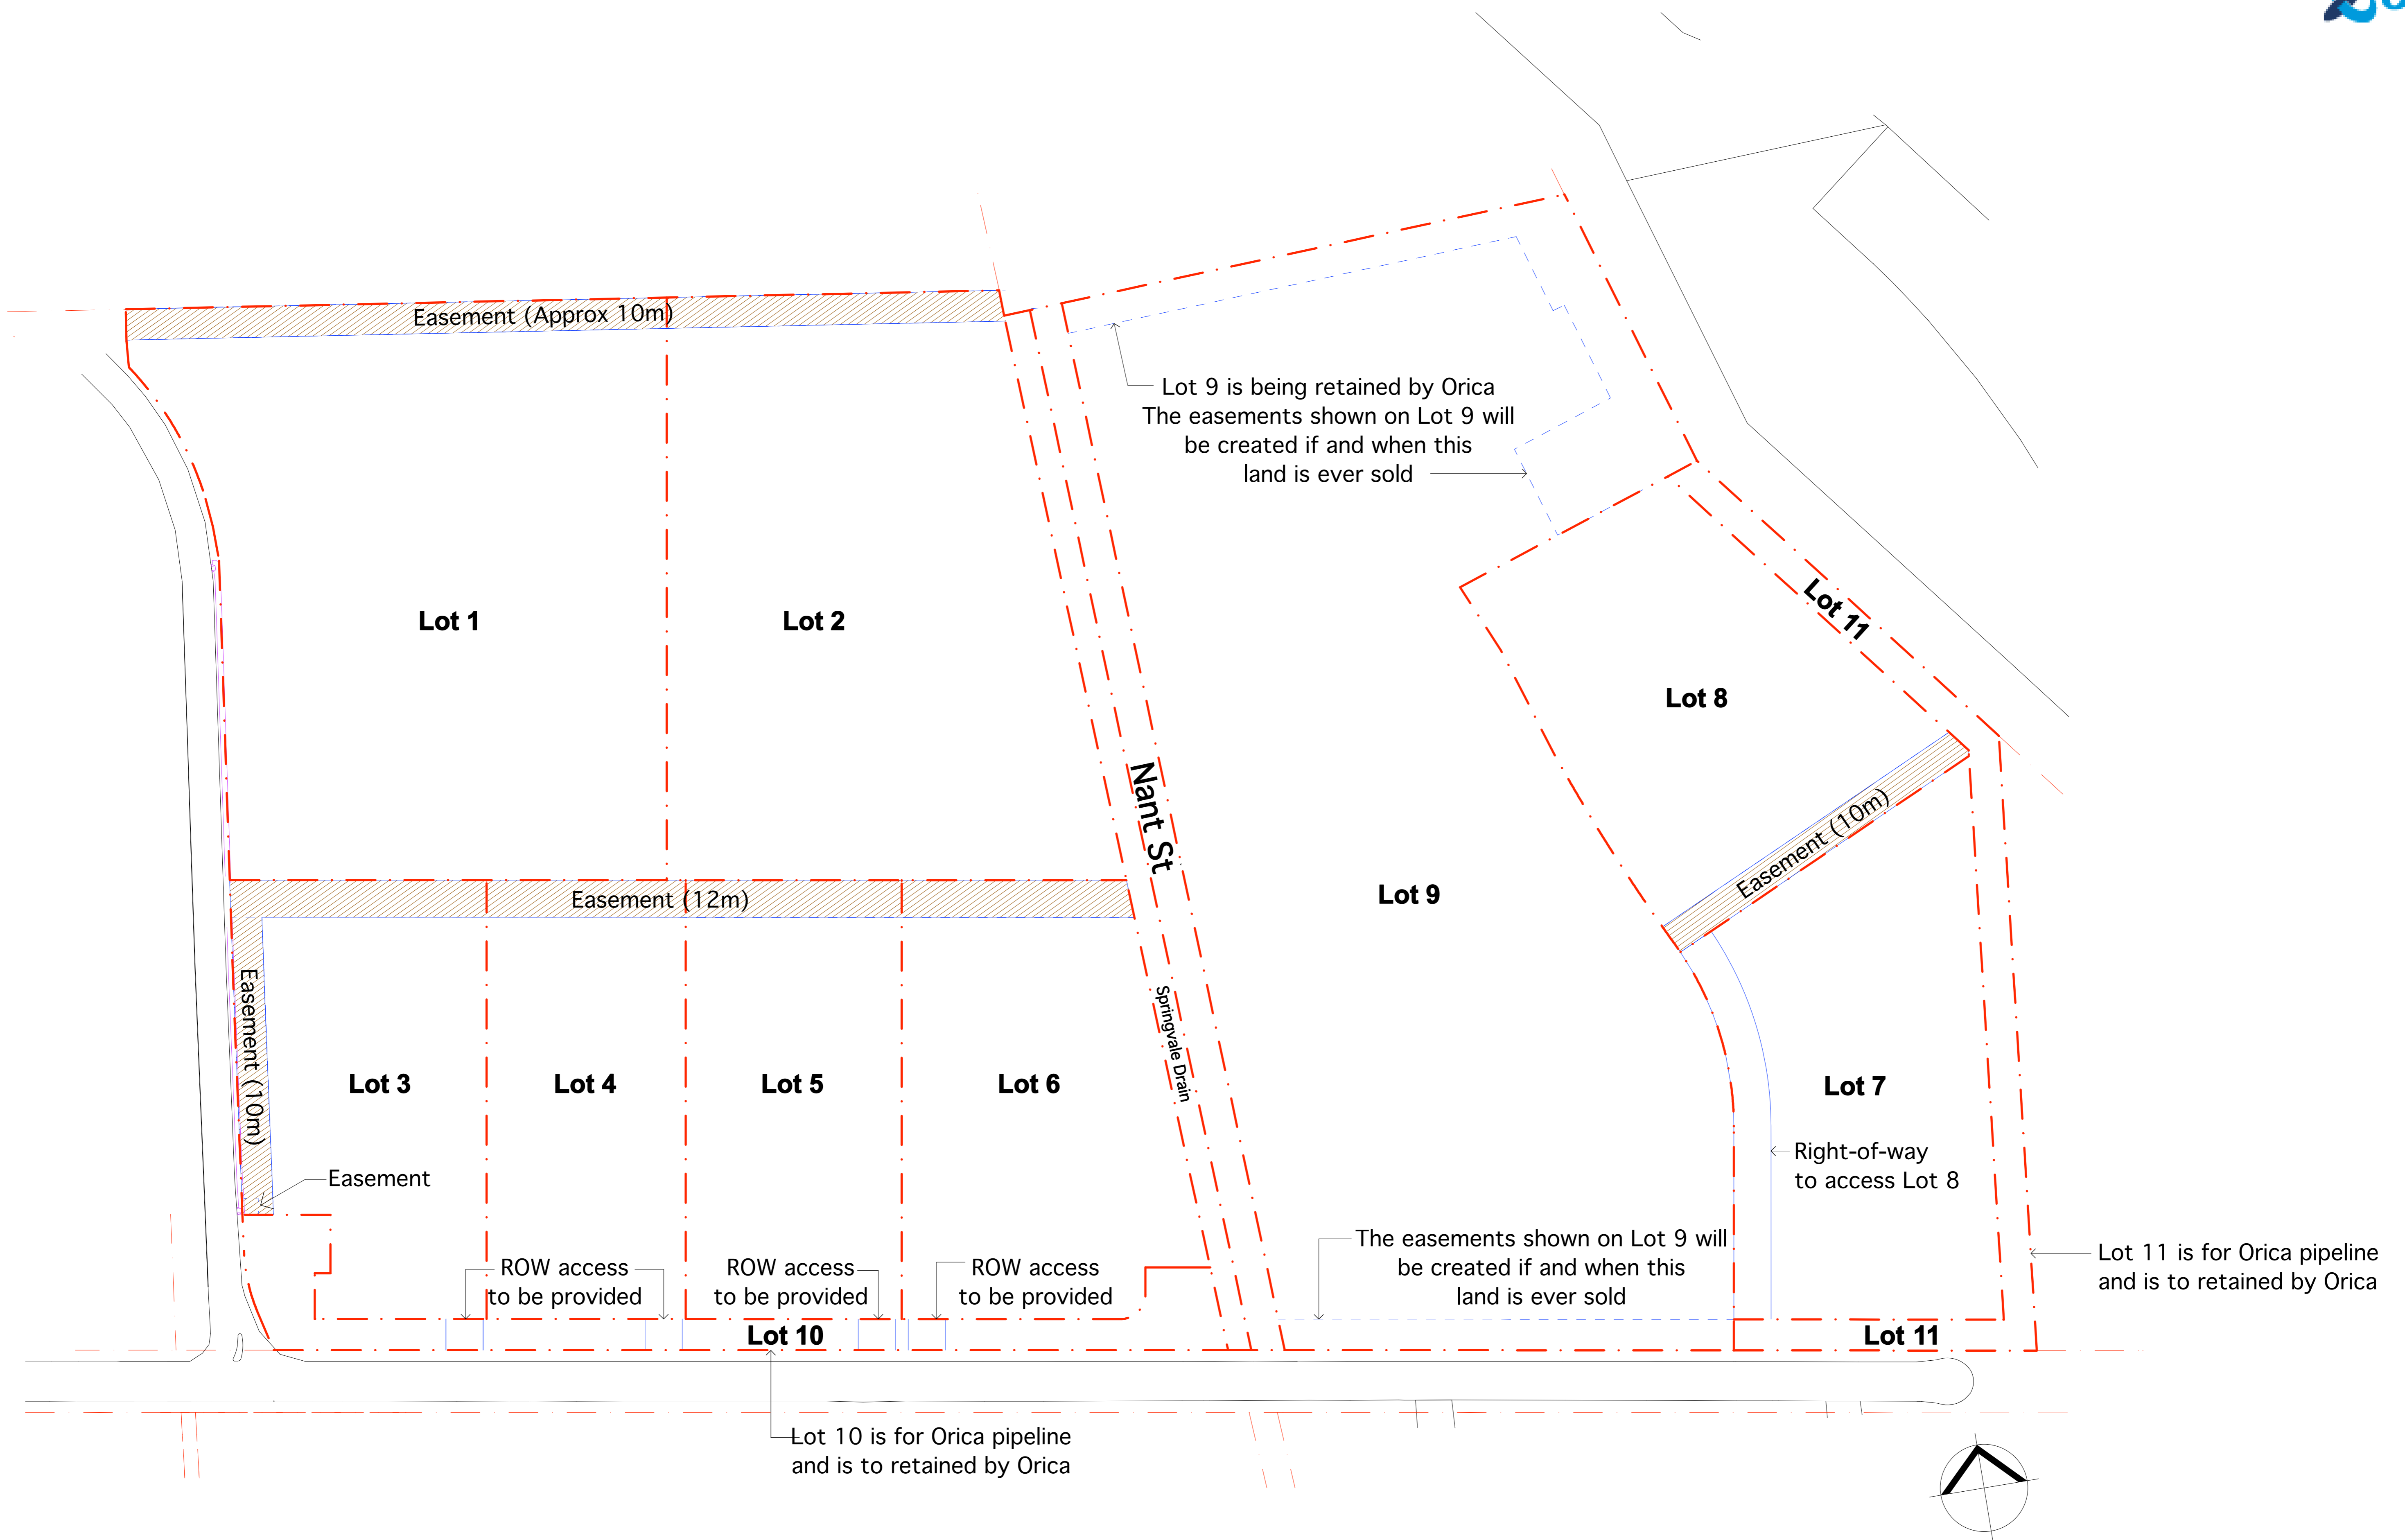 Easement (Approx 10m)
Lot 9 is being retained by Orica
The easements shown on Lot 9 will
be created if and when this
land is ever sold
Lot 1
Lot 2
Lot 11
Lot 8
Nant St
Easement (10m)
Easement (12m)
Lot 9
Easement (10m)
Springvale Drain
Lot 3
Lot 4
Lot 5
Lot 6
Lot 7
Right-of-way
to access Lot 8
Easement
ROW access
to be provided
ROW access
to be provided
ROW access
to be provided
The easements shown on Lot 9 will
be created if and when this
land is ever sold
Lot 11 is for Orica pipeline
and is to retained by Orica
Lot 10
Lot 11
Lot 10 is for Orica pipeline
and is to retained by Orica